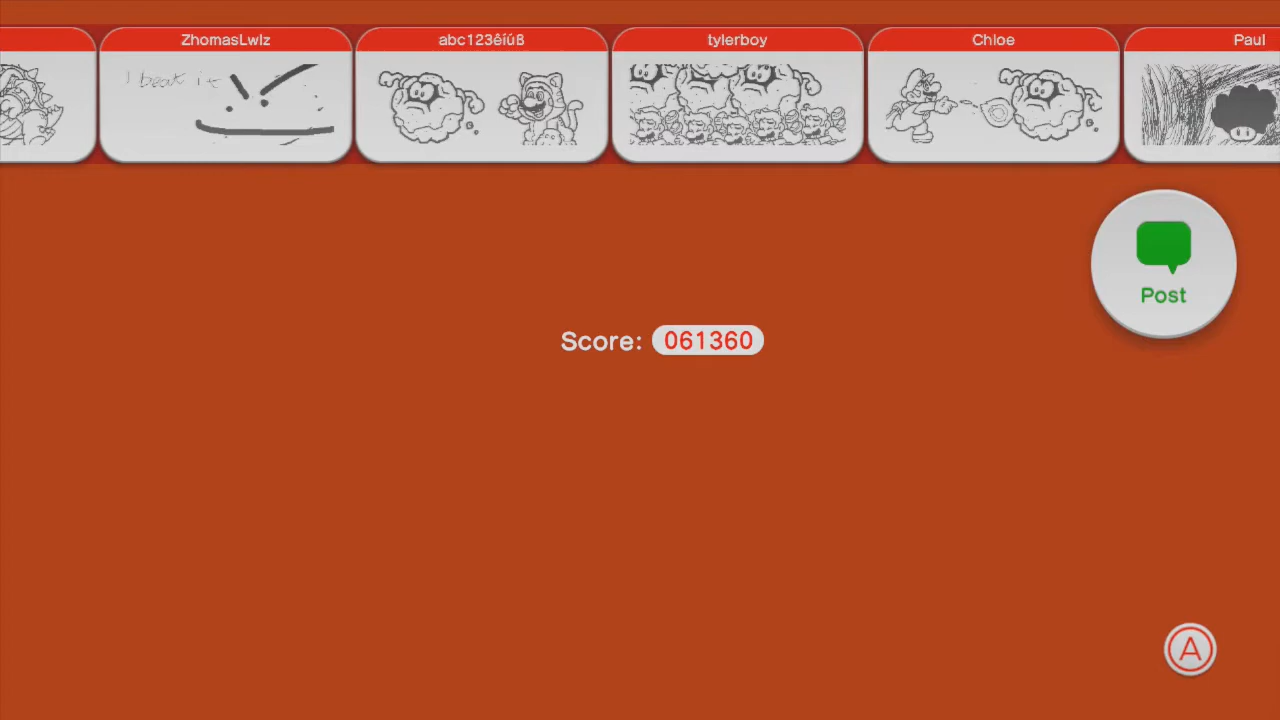 ZhomasLwlz
abc123êíúß
tylerboy
Chloe
Paul
I beat it
Post
Score: 061360
A